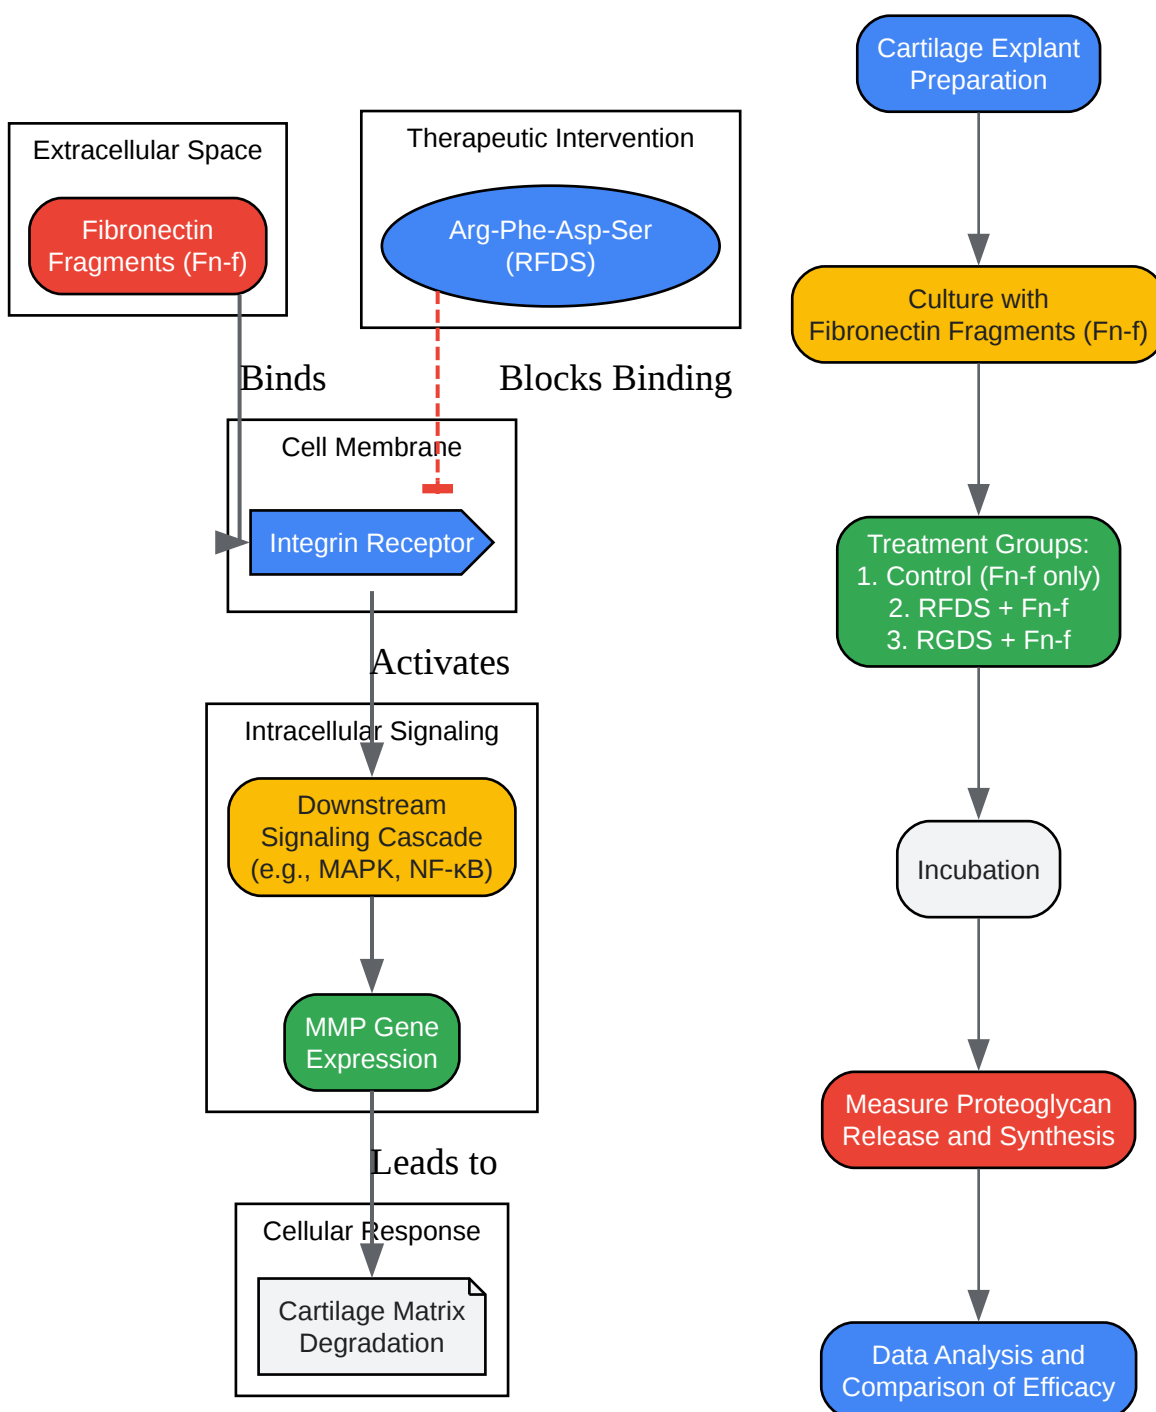 Extracellular Space
Fibronectin
Fragments (Fn-f)
Therapeutic Intervention
Arg-Phe-Asp-Ser
(RFDS)
Binds
Blocks Binding
Cell Membrane
Integrin Receptor
Activates
Intracellular Signaling
Downstream
Signaling Cascade
(e.g., MAPK, NF-κB)
MMP Gene
Expression
Leads to
Cellular Response
Cartilage Matrix
Degradation
Cartilage Explant
Preparation
Culture with
Fibronectin Fragments (Fn-f)
Treatment Groups:
1. Control (Fn-f only)
2. RFDS + Fn-f
3. RGDS + Fn-f
Incubation
Measure Proteoglycan
Release and Synthesis
Data Analysis and
Comparison of Efficacy